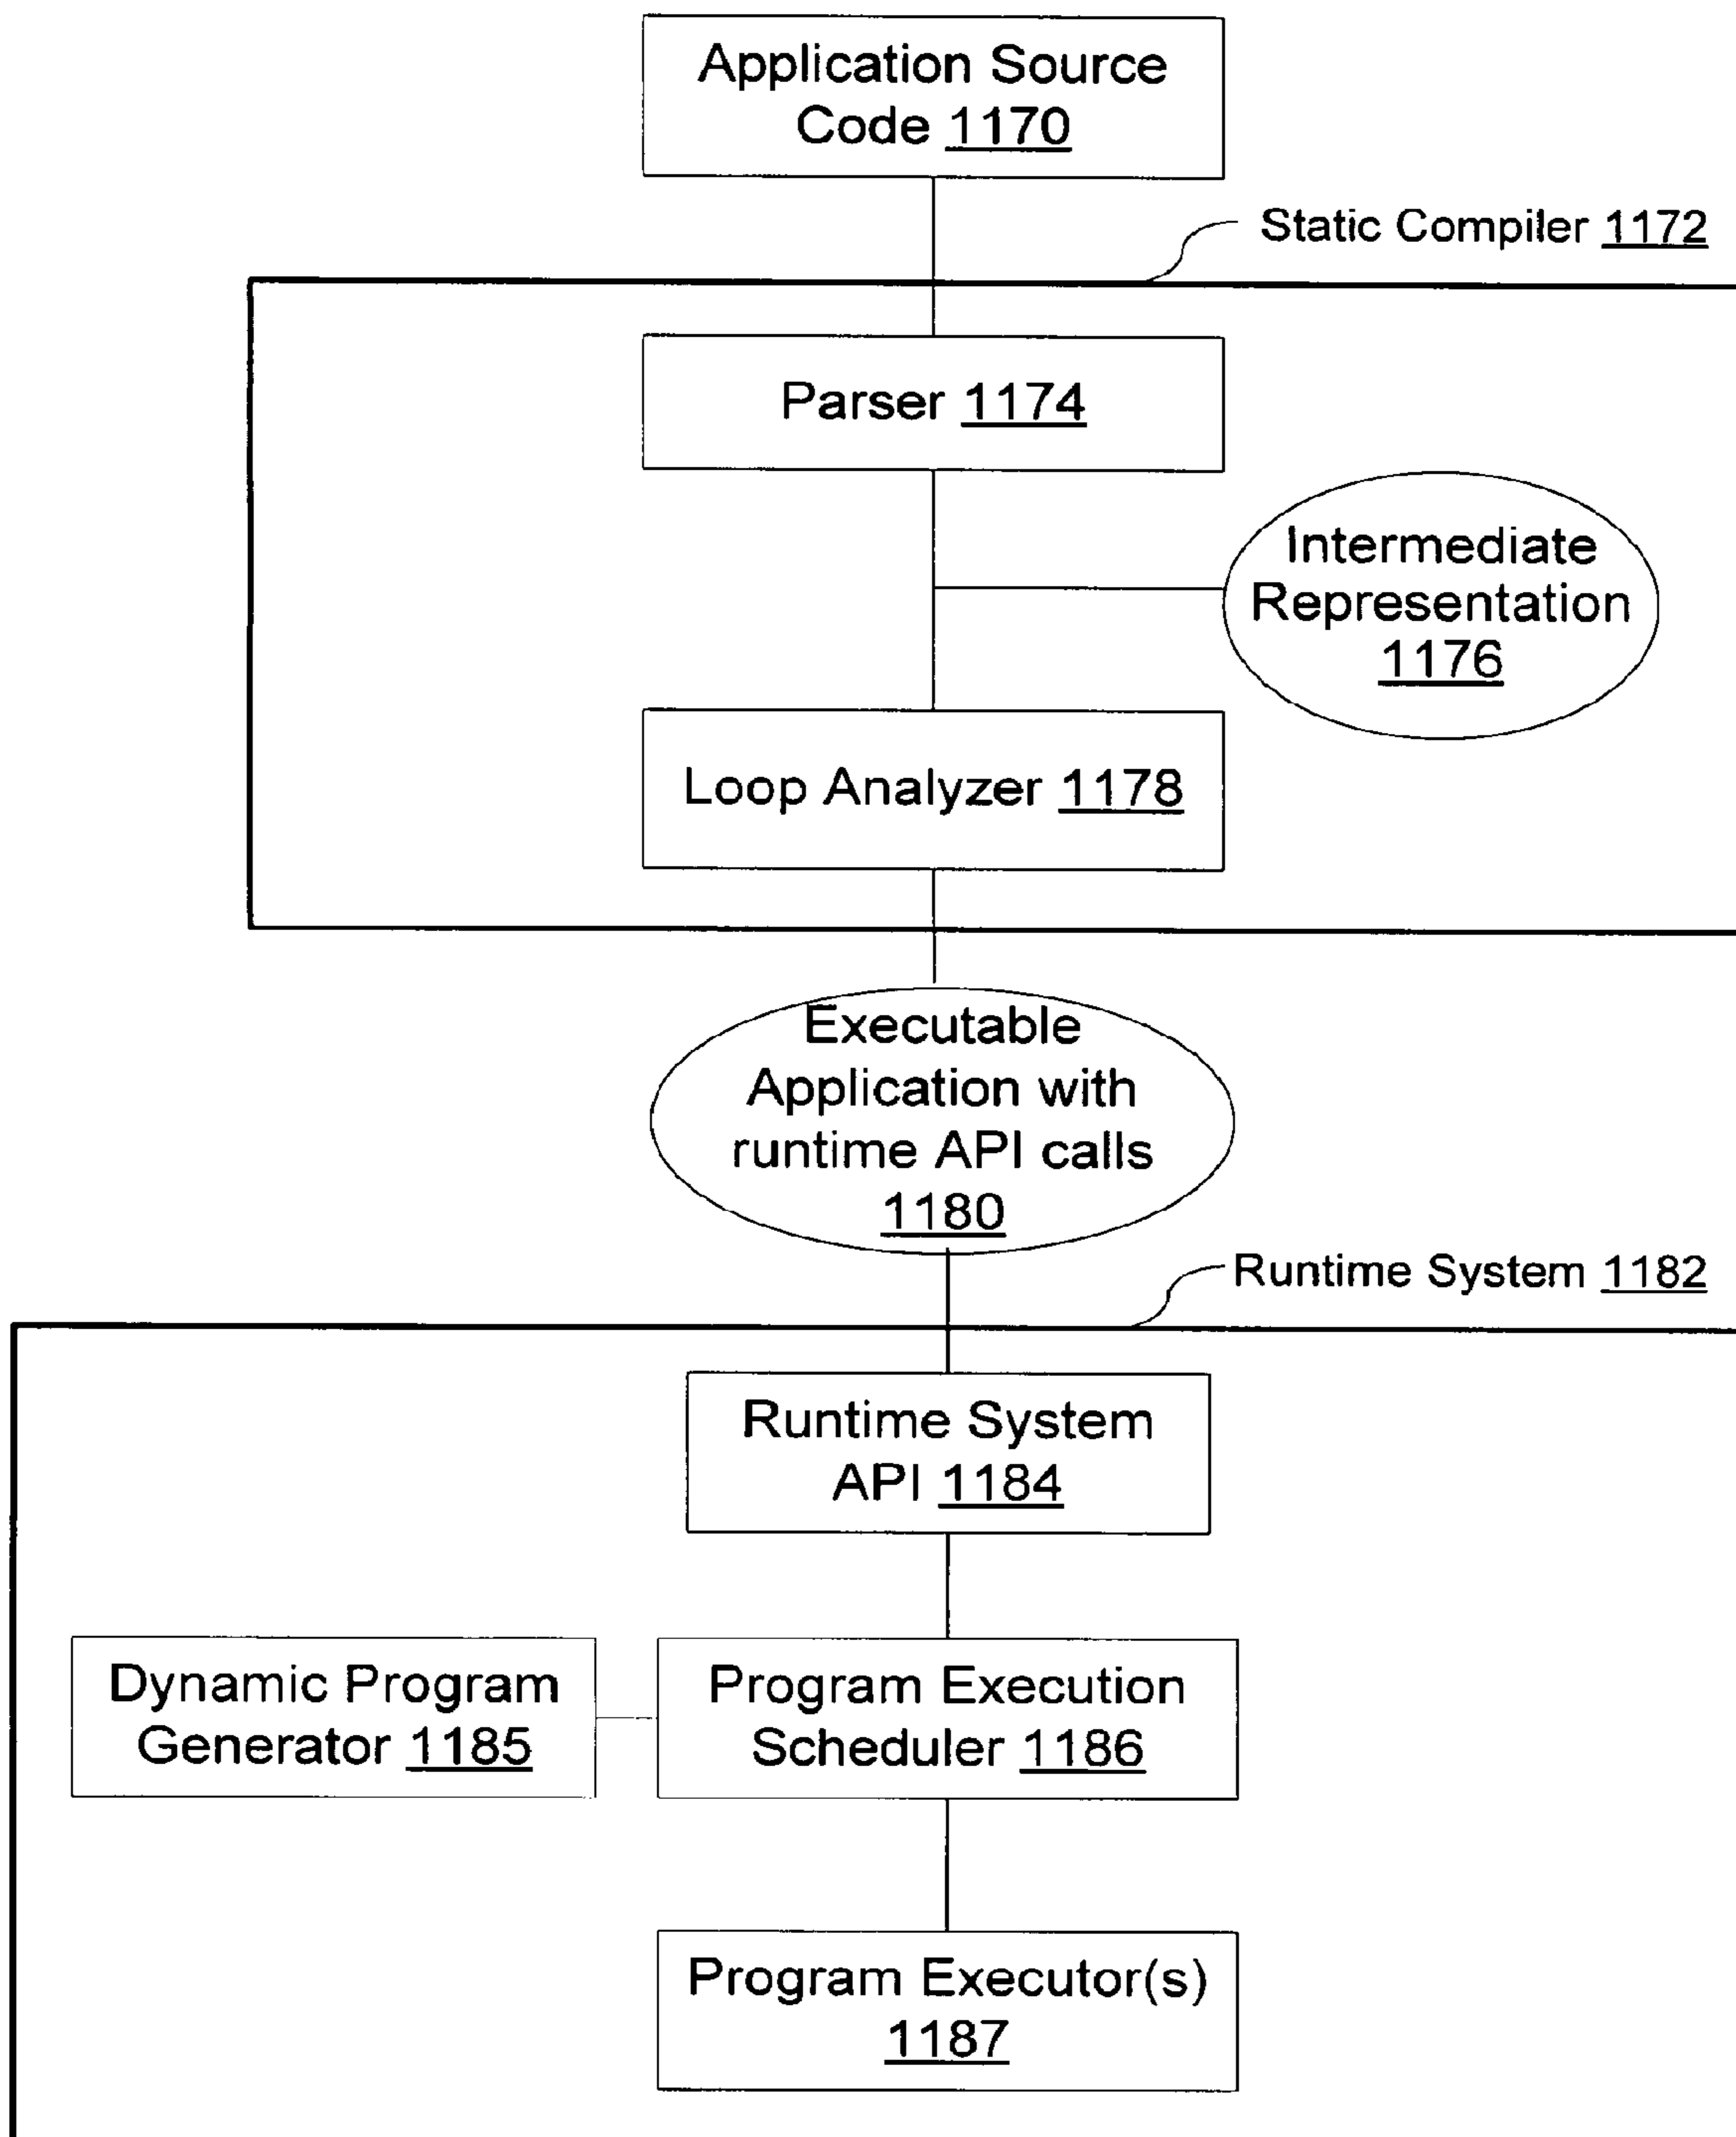 Application Source
Code 1170
Static Compiler 1172
Parser 1174
Intermediate
Representation
1176
Loop Analyzer 1178
Executable
Application with
runtime API calls
1180
Runtime System 1182
Runtime System
API 1184
Dynamic Program
Generator 1185
Program Execution
Scheduler 1186
Program Executor(s)
1187